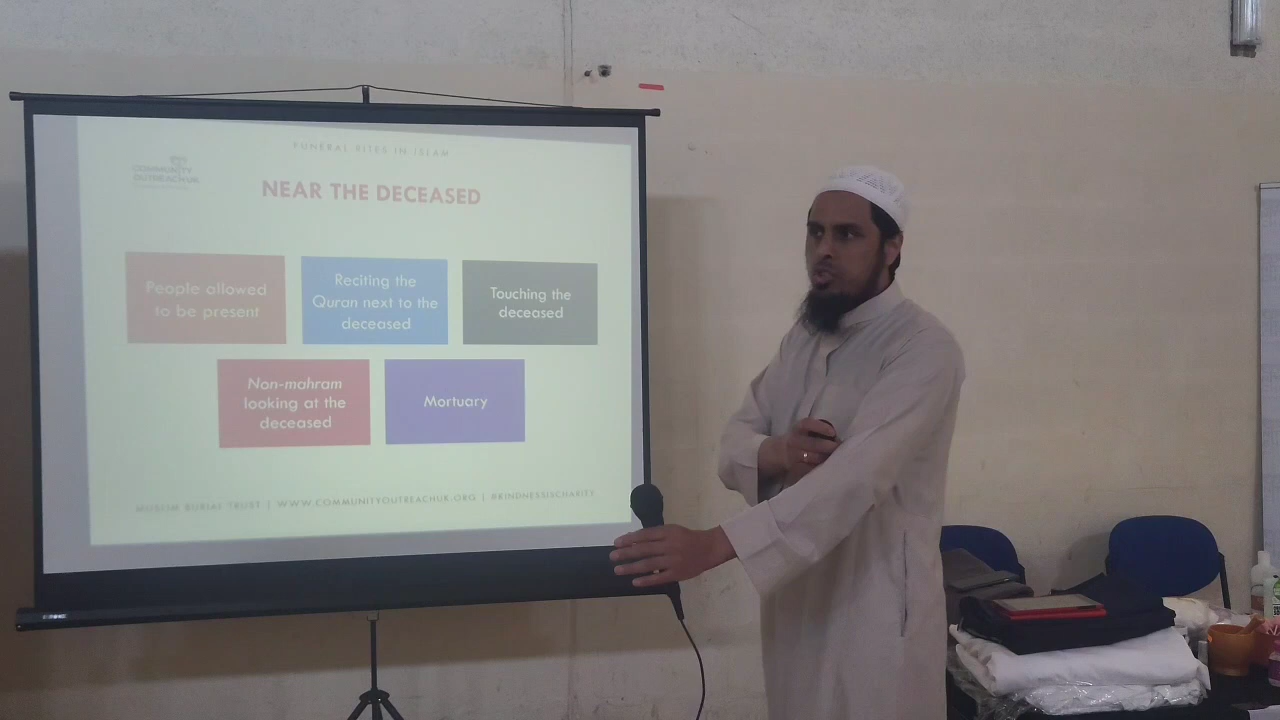 FUNERAL RITES IN ISLAM
COMMUNITY
OUTREACHUK
NEAR THE DECEASED
People allowed
to be present
Reciting the
Quran next to the
deceased
Touching the
deceased
Non-mahram
looking at the
deceased
Mortuary
MUSLIM BURIAL TRUST | WWW.COMMUNITYOUTREACHUK.ORG | #KINDNESSISCHARITY